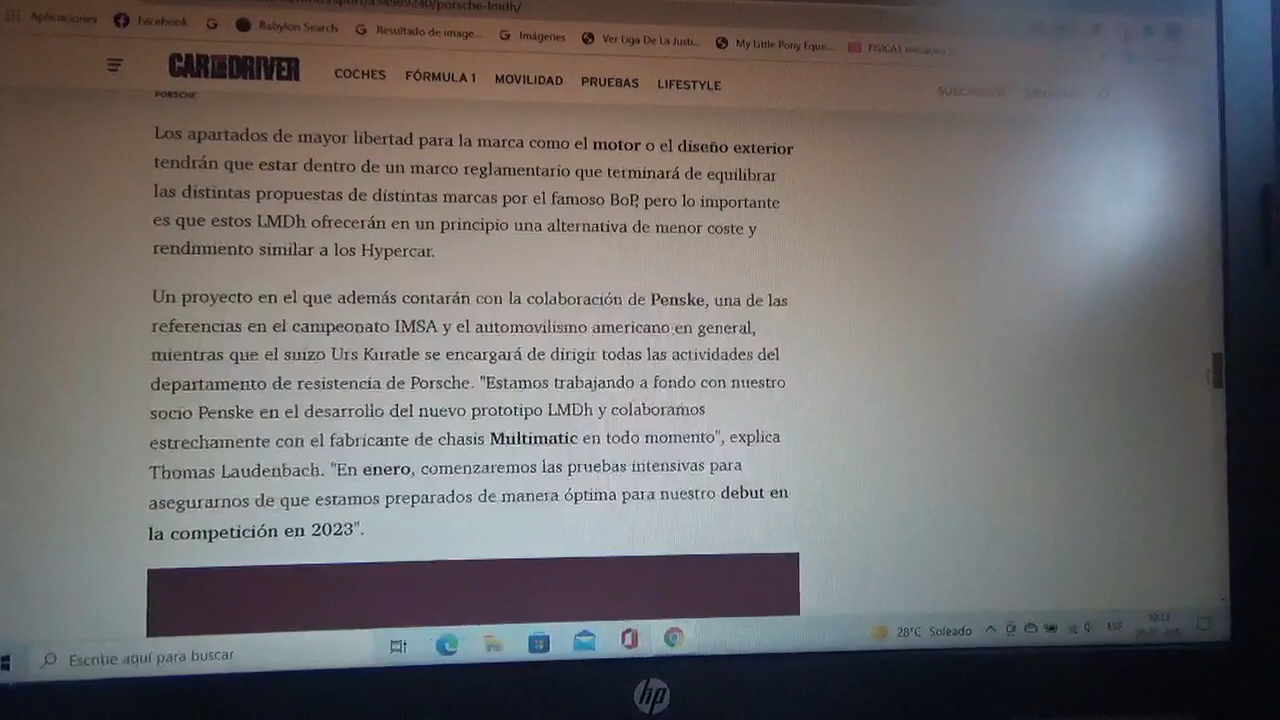 /porsche-lmdh/
Aplicaciones Facebook G Babylon Search G Resultado de image... G Imágenes Ver Liga De La Justi... My Little Pony Eque...
CAR AND DRIVER COCHES FÓRMULA 1 MOVILIDAD PRUEBAS LIFESTYLE
PORSCHE
Los apartados de mayor libertad para la marca como el motor o el diseño exterior
tendrán que estar dentro de un marco reglamentario que terminará de equilibrar
las distintas propuestas de distintas marcas por el famoso BoP, pero lo importante
es que estos LMDh ofrecerán en un principio una alternativa de menor coste y
rendimiento similar a los Hypercar.
Un proyecto en el que además contarán con la colaboración de Penske, una de las
referencias en el campeonato IMSA y el automovilismo americano en general,
mientras que el suizo Urs Kuratle se encargará de dirigir todas las actividades del
departamento de resistencia de Porsche. "Estamos trabajando a fondo con nuestro
socio Penske en el desarrollo del nuevo prototipo LMDh y colaboramos
estrechamente con el fabricante de chasis Multimatic en todo momento", explica
Thomas Laudenbach. "En enero, comenzaremos las pruebas intensivas para
asegurarnos de que estamos preparados de manera óptima para nuestro debut en
la competición en 2023".
Escribe aquí para buscar 28°C Soleado ESP
hp